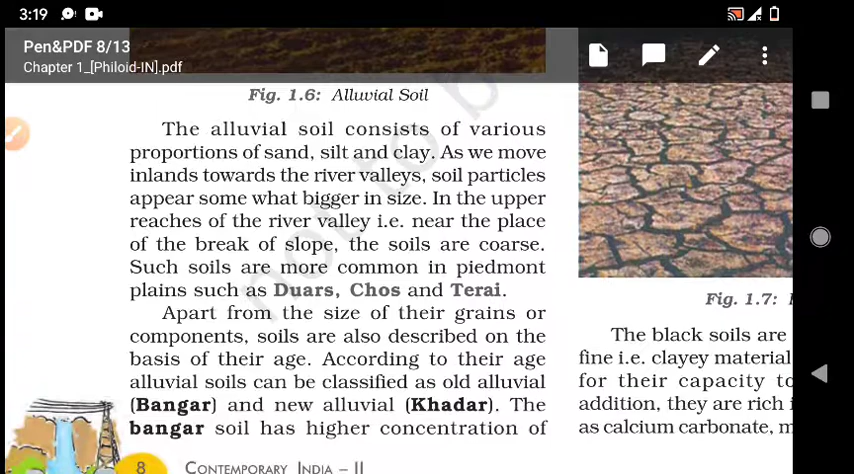 3:19
Pen&PDF 8/13
Chapter 1_[Philoid-IN].pdf
Fig. 1.6: Alluvial Soil
The alluvial soil consists of various
proportions of sand, silt and clay. As we move
inlands towards the river valleys, soil particles
appear some what bigger in size. In the upper
reaches of the river valley i.e. near the place
of the break of slope, the soils are coarse.
Such soils are more common in piedmont
plains such as Duars, Chos and Terai.
Apart from the size of their grains or
components, soils are also described on the
basis of their age. According to their age
alluvial soils can be classified as old alluvial
(Bangar) and new alluvial (Khadar). The
bangar soil has higher concentration of
8 CONTEMPORARY INDIA – II
Fig. 1.7:
The black soils are
fine i.e. clayey material
for their capacity to
addition, they are rich
as calcium carbonate,
not to b